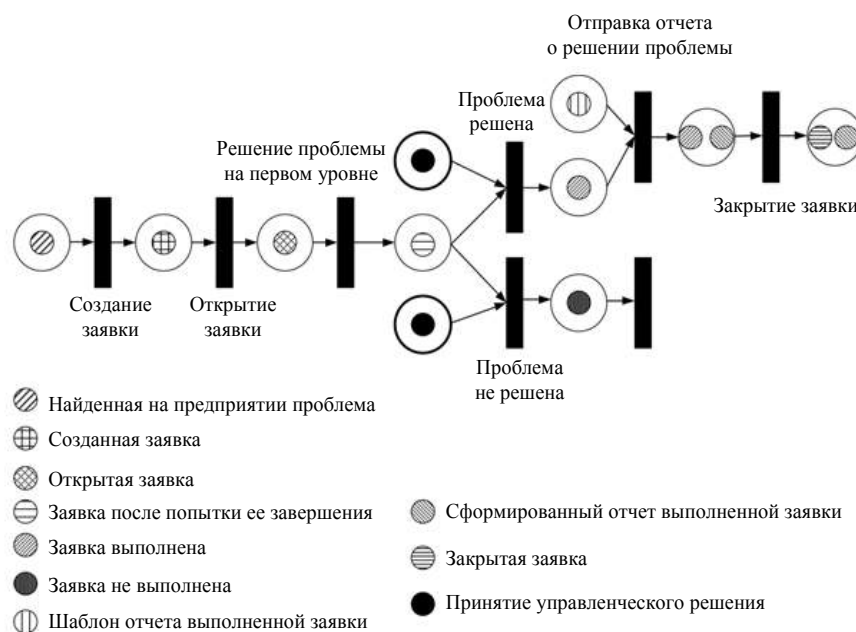 Отправка отчета
о решении проблемы
Проблема
решена
Решение проблемы
на первом уровне
Закрытие заявки
Создание
заявки
Открытие
заявки
Проблема
не решена
Найденная на предприятии проблема
Созданная заявка
Открытая заявка
Заявка после попытки ее завершения
Заявка выполнена
Заявка не выполнена
Шаблон отчета выполненной заявки
Сформированный отчет выполненной заявки
Закрытая заявка
Принятие управленческого решения